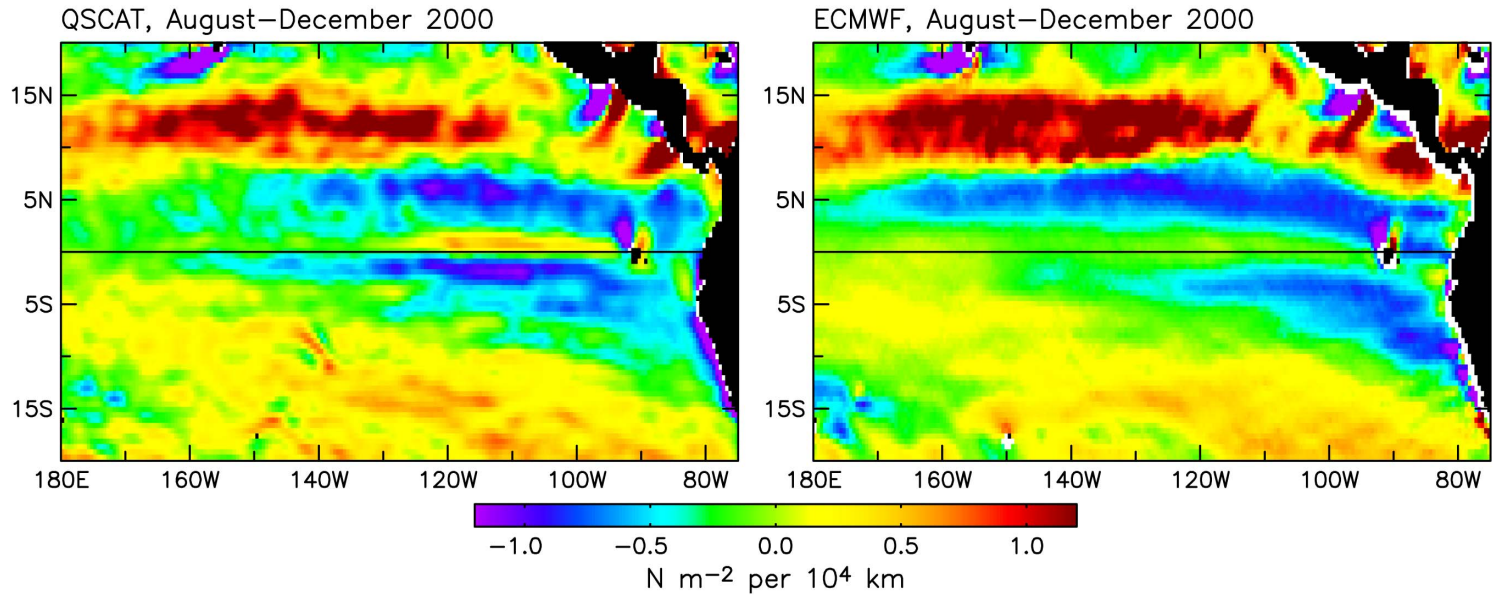 QSCAT, August–December 2000
ECMWF, August–December 2000
15N
5N
5S
15S
180E 160W 140W 120W 100W 80W
15N
5N
5S
15S
180E 160W 140W 120W 100W 80W
−1.0 −0.5 0.0 0.5 1.0
N m⁻² per 10⁴ km